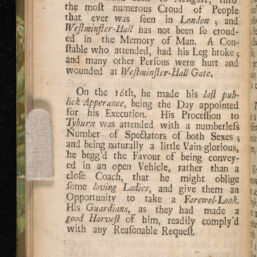 the most numerous Croud of People
that ever was seen in London ; and
Westminster-Hall has not been so croud-
ed in the Memory of Man. A Con-
stable who attended, had his Leg broke ;
and many other Persons were hurt and
wounded at Westminster-Hall Gate.
On the 16th, he made his last pub-
lick Apperance, being the Day appointed
for his Execution. His Procession to
Tyburn was attended with a numberless
Number of Spectators of both Sexes ;
and being naturally a little Vain-glorious,
he begg'd the Favour of being convey-
ed in an open Vehicle, rather than a
close Coach, that he might oblige
some loving Ladies, and give them an
Opportunity to take a Farewel-Look.
His Guardians, as they had made a
good Harvest of him, readily comply'd
with any Reasonable Request.